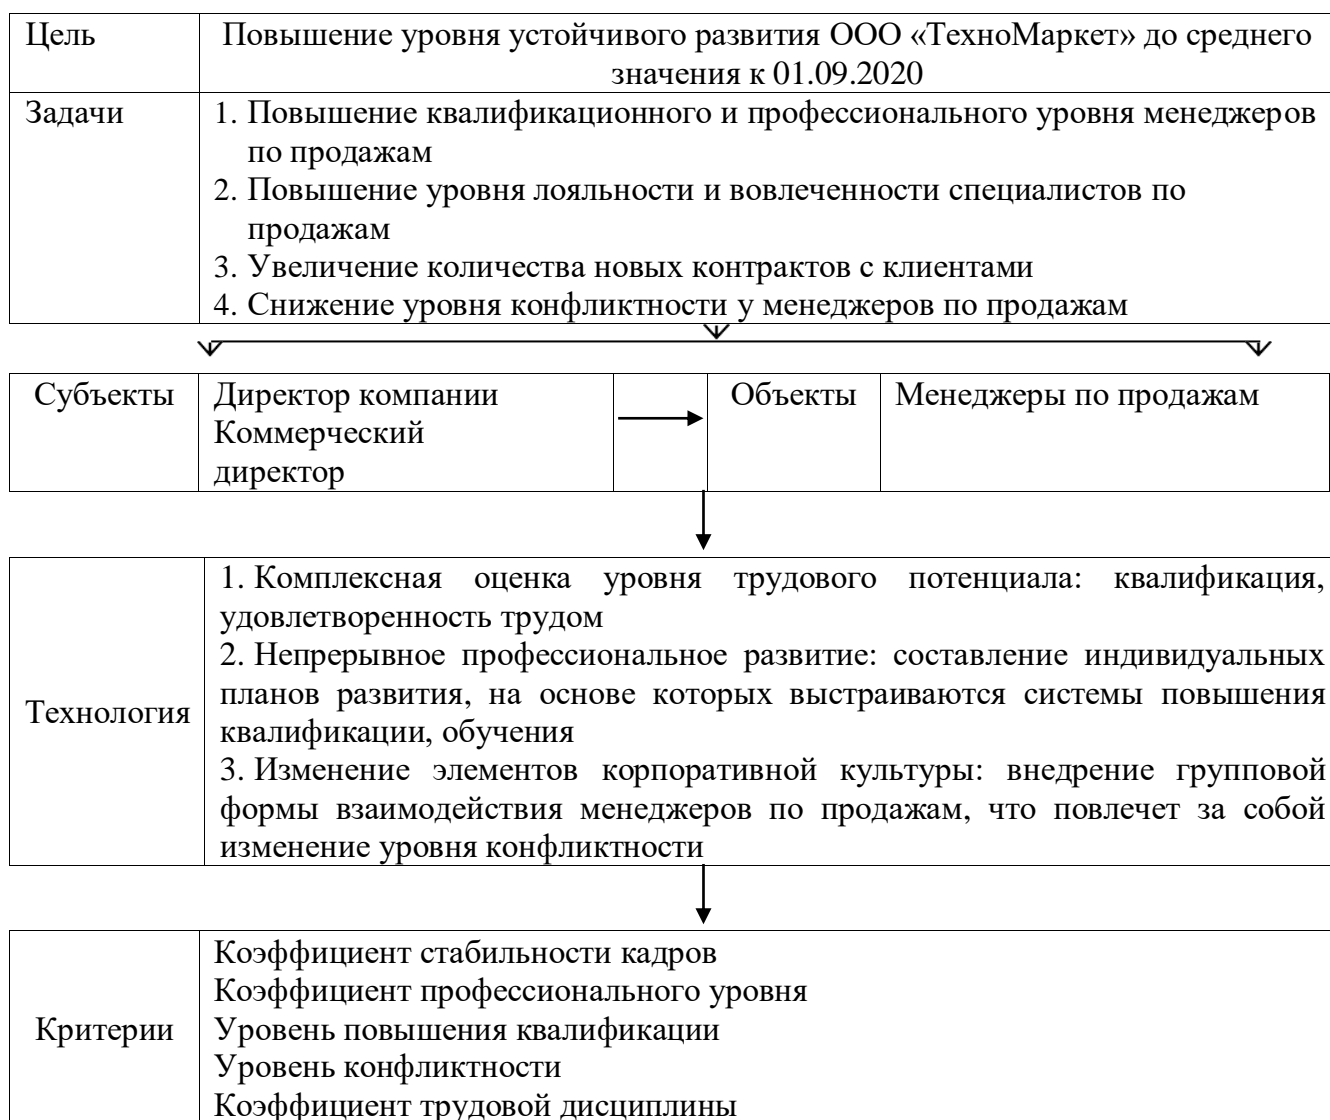 Цель
Повышение уровня устойчивого развития ООО «ТехноМаркет» до среднего
значения к 01.09.2020
Задачи
1. Повышение квалификационного и профессионального уровня менеджеров
по продажам
2. Повышение уровня лояльности и вовлеченности специалистов по
продажам
3. Увеличение количества новых контрактов с клиентами
4. Снижение уровня конфликтности у менеджеров по продажам
Субъекты
Директор компании
Коммерческий
директор
Объекты
Менеджеры по продажам
Технология
1. Комплексная оценка уровня трудового потенциала: квалификация,
удовлетворенность трудом
2. Непрерывное профессиональное развитие: составление индивидуальных
планов развития, на основе которых выстраиваются системы повышения
квалификации, обучения
3. Изменение элементов корпоративной культуры: внедрение групповой
формы взаимодействия менеджеров по продажам, что повлечет за собой
изменение уровня конфликтности
Критерии
Коэффициент стабильности кадров
Коэффициент профессионального уровня
Уровень повышения квалификации
Уровень конфликтности
Коэффициент трудовой дисциплины